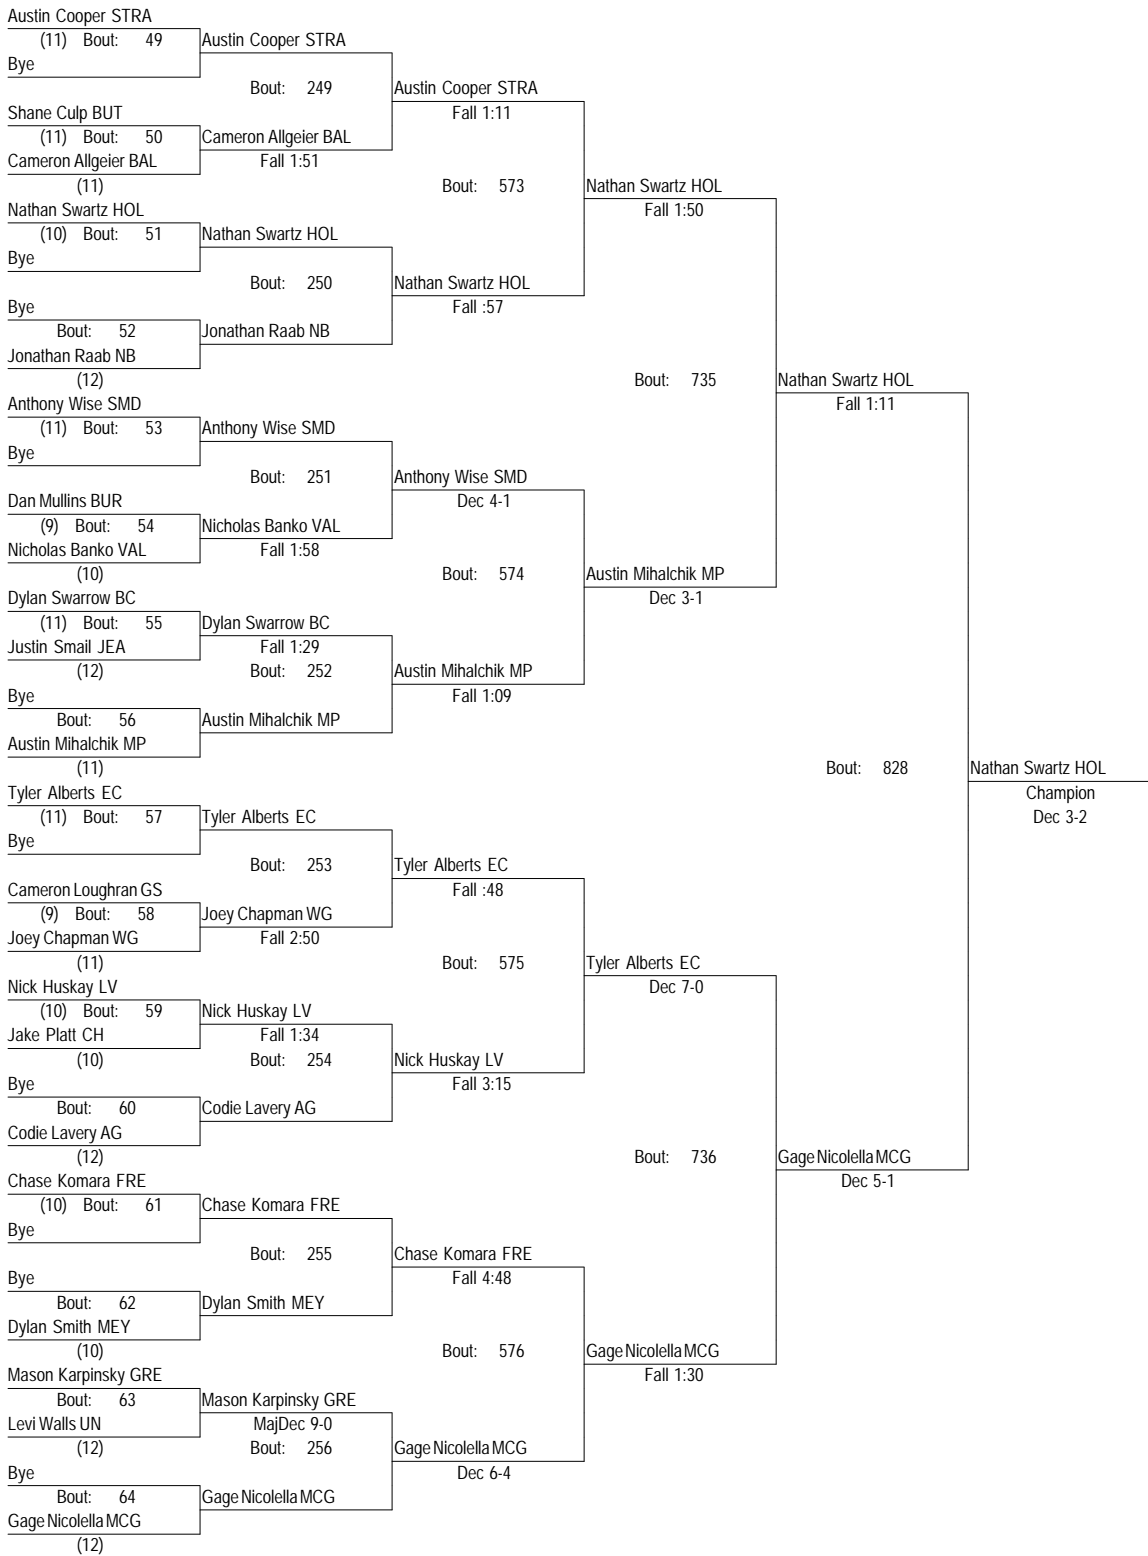 Austin Cooper STRA
(11) Bout: 49 Austin Cooper STRA
Bye
Bout: 249 Austin Cooper STRA
Shane Culp BUT Fall 1:11
(11) Bout: 50 Cameron Allgeier BAL
Cameron Allgeier BAL Fall 1:51
(11) Bout: 573 Nathan Swartz HOL
Nathan Swartz HOL Fall 1:50
(10) Bout: 51 Nathan Swartz HOL
Bye
Bout: 250 Nathan Swartz HOL
Bye Fall :57
Bout: 52 Jonathan Raab NB
Jonathan Raab NB
(12) Bout: 735 Nathan Swartz HOL
Anthony Wise SMD Fall 1:11
(11) Bout: 53 Anthony Wise SMD
Bye
Bout: 251 Anthony Wise SMD
Dan Mullins BUR Dec 4-1
(9) Bout: 54 Nicholas Banko VAL
Nicholas Banko VAL Fall 1:58
(10) Bout: 574 Austin Mihalchik MP
Dylan Swarrow BC Dec 3-1
(11) Bout: 55 Dylan Swarrow BC
Justin Smail JEA Fall 1:29
(12) Bout: 252 Austin Mihalchik MP
Bye Fall 1:09
Bout: 56 Austin Mihalchik MP
Austin Mihalchik MP
(11) Bout: 828 Nathan Swartz HOL
Tyler Alberts EC Champion
(11) Bout: 57 Tyler Alberts EC Dec 3-2
Bye
Bout: 253 Tyler Alberts EC
Cameron Loughran GS Fall :48
(9) Bout: 58 Joey Chapman WG
Joey Chapman WG Fall 2:50
(11) Bout: 575 Tyler Alberts EC
Nick Huskay LV Dec 7-0
(10) Bout: 59 Nick Huskay LV
Jake Platt CH Fall 1:34
(10) Bout: 254 Nick Huskay LV
Bye Fall 3:15
Bout: 60 Codie Lavery AG
Codie Lavery AG
(12) Bout: 736 Gage Nicolella MCG
Chase Komara FRE Dec 5-1
(10) Bout: 61 Chase Komara FRE
Bye
Bout: 255 Chase Komara FRE
Bye Fall 4:48
Bout: 62 Dylan Smith MEY
Dylan Smith MEY
(10) Bout: 576 Gage Nicolella MCG
Mason Karpinsky GRE Fall 1:30
Bout: 63 Mason Karpinsky GRE
Levi Walls UN MajDec 9-0
(12) Bout: 256 Gage Nicolella MCG
Bye Dec 6-4
Bout: 64 Gage Nicolella MCG
Gage Nicolella MCG
(12)